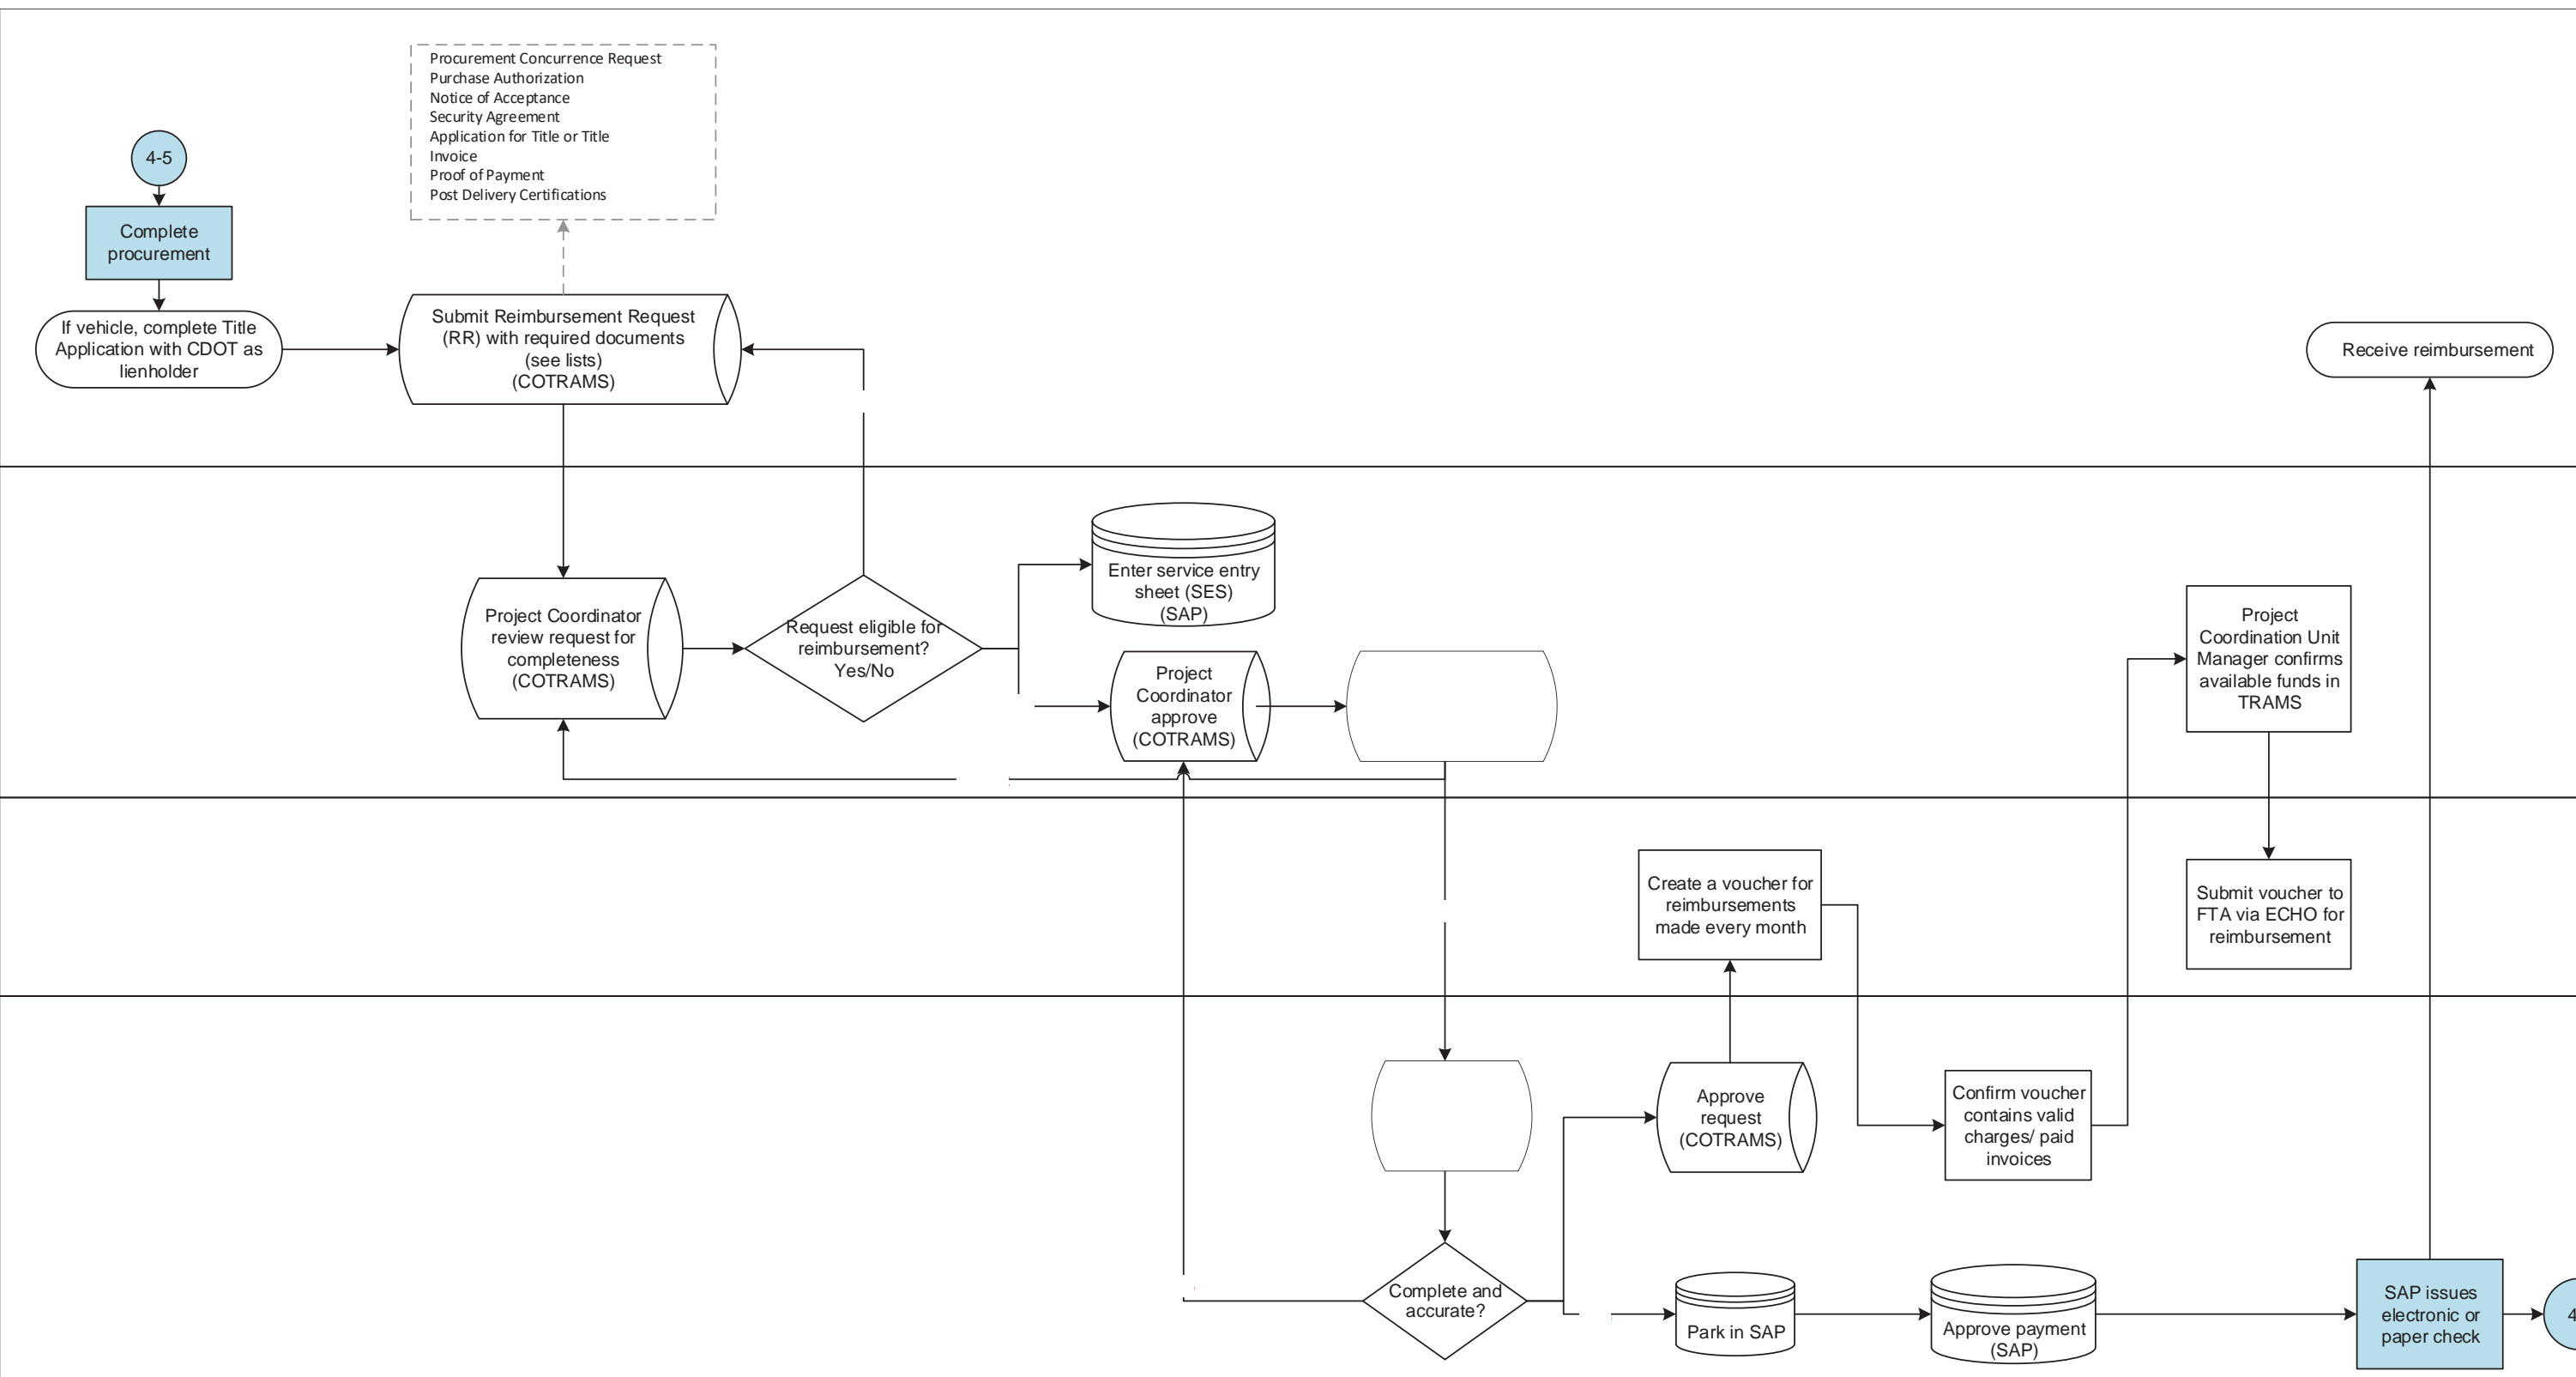 Procurement Concurrence Request
Purchase Authorization
Notice of Acceptance
Security Agreement
Application for Title or Title
Invoice
Proof of Payment
Post Delivery Certifications
4-5
Complete
procurement
If vehicle, complete Title
Application with CDOT as
lienholder
Submit Reimbursement Request
(RR) with required documents
(see lists)
(COTRAMS)
Receive reimbursement
Project Coordinator
review request for
completeness
(COTRAMS)
Request eligible for
reimbursement?
Yes/No
Enter service entry
sheet (SES)
(SAP)
Project
Coordinator
approve
(COTRAMS)
Project
Coordination Unit
Manager confirms
available funds in
TRAMS
Create a voucher for
reimbursements
made every month
Submit voucher to
FTA via ECHO for
reimbursement
Approve
request
(COTRAMS)
Confirm voucher
contains valid
charges/ paid
invoices
Complete and
accurate?
Park in SAP
Approve payment
(SAP)
SAP issues
electronic or
paper check